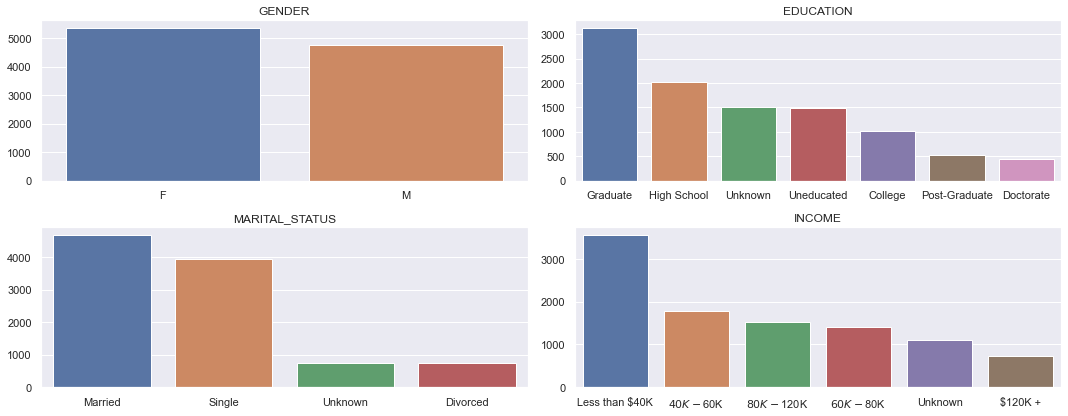 GENDER
5000
4000
3000
2000
1000
0
F M
EDUCATION
3000
2500
2000
1500
1000
500
0
Graduate High School Unknown Uneducated College Post-Graduate Doctorate
MARITAL_STATUS
4000
3000
2000
1000
0
Married Single Unknown Divorced
INCOME
3000
2000
1000
0
Less than $40K 40K − 60K 80K − 120K 60K − 80K Unknown $120K +